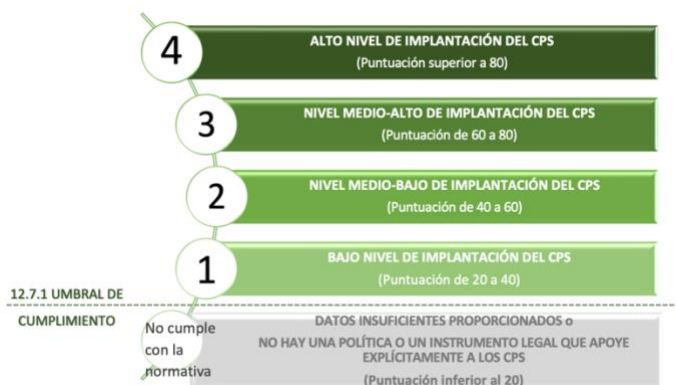 4
ALTO NIVEL DE IMPLANTACIÓN DEL CPS
(Puntuación superior a 80)
3
NIVEL MEDIO-ALTO DE IMPLANTACIÓN DEL CPS
(Puntuación de 60 a 80)
2
NIVEL MEDIO-BAJO DE IMPLANTACIÓN DEL CPS
(Puntuación de 40 a 60)
1
BAJO NIVEL DE IMPLANTACIÓN DEL CPS
(Puntuación de 20 a 40)
12.7.1 UMBRAL DE
CUMPLIMIENTO
No cumple
con la
normativa
DATOS INSUFICIENTES PROPORCIONADOS o
NO HAY UNA POLÍTICA O UN INSTRUMENTO LEGAL QUE APOYE
EXPLÍCITAMENTE A LOS CPS
(Puntuación inferior al 20)